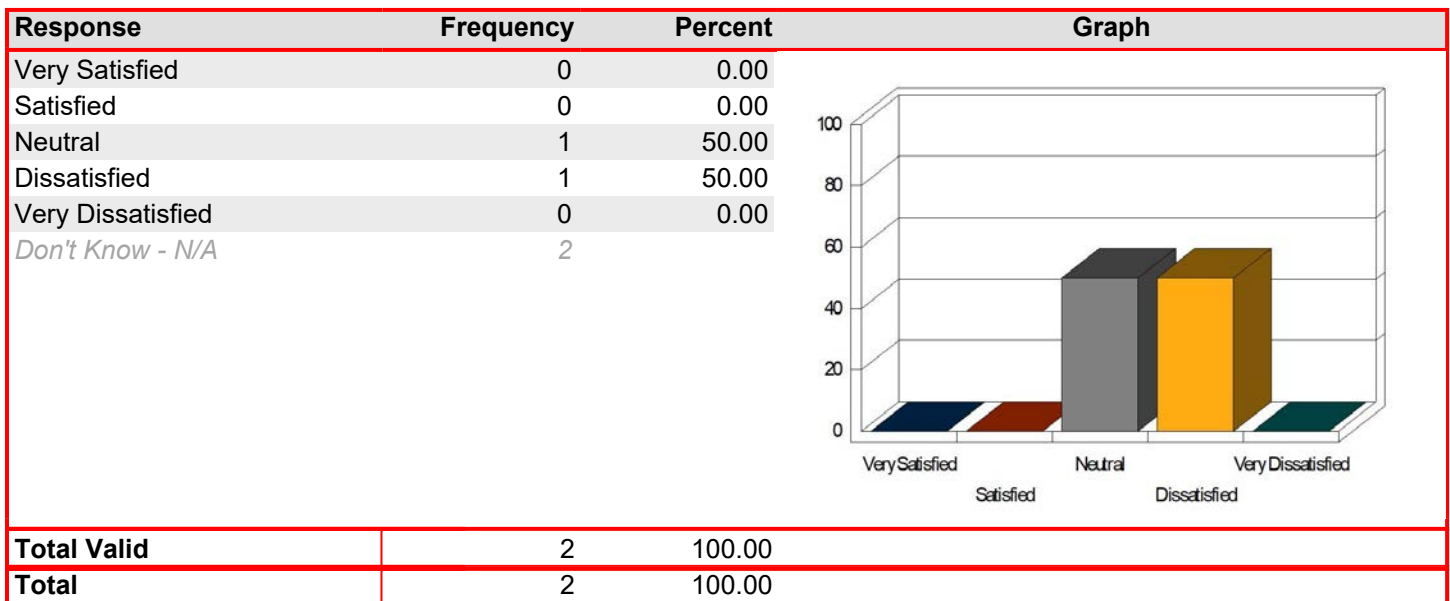 Response Frequency Percent Graph
Very Satisfied 0 0.00
Satisfied 0 0.00
Neutral 1 50.00
Dissatisfied 1 50.00
Very Dissatisfied 0 0.00
Don't Know - N/A 2
100
80
60
40
20
0
Very Satisfied Neutral Very Dissatisfied
Satisfied Dissatisfied
Total Valid 2 100.00
Total 2 100.00